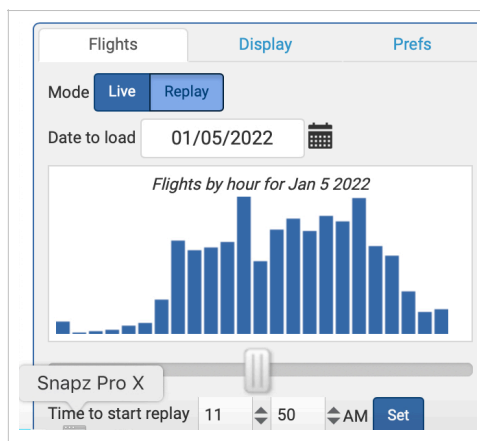 Flights Display Prefs
Mode Live Replay
Date to load 01/05/2022
Flights by hour for Jan 5 2022
Snapz Pro X
Time to start replay 11 50 AM Set